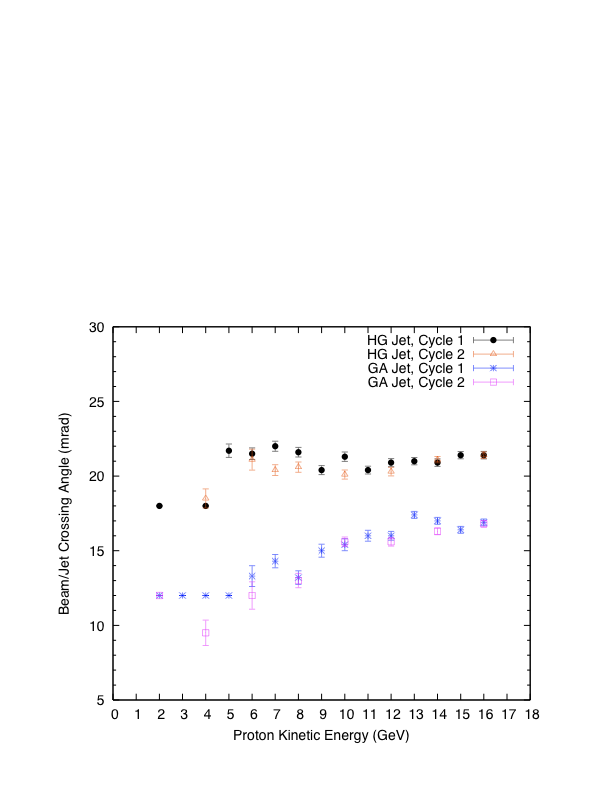 30
25
20
15
10
5
Beam/Jet Crossing Angle (mrad)
HG Jet, Cycle 1
HG Jet, Cycle 2
GA Jet, Cycle 1
GA Jet, Cycle 2
0 1 2 3 4 5 6 7 8 9 10 11 12 13 14 15 16 17 18
Proton Kinetic Energy (GeV)